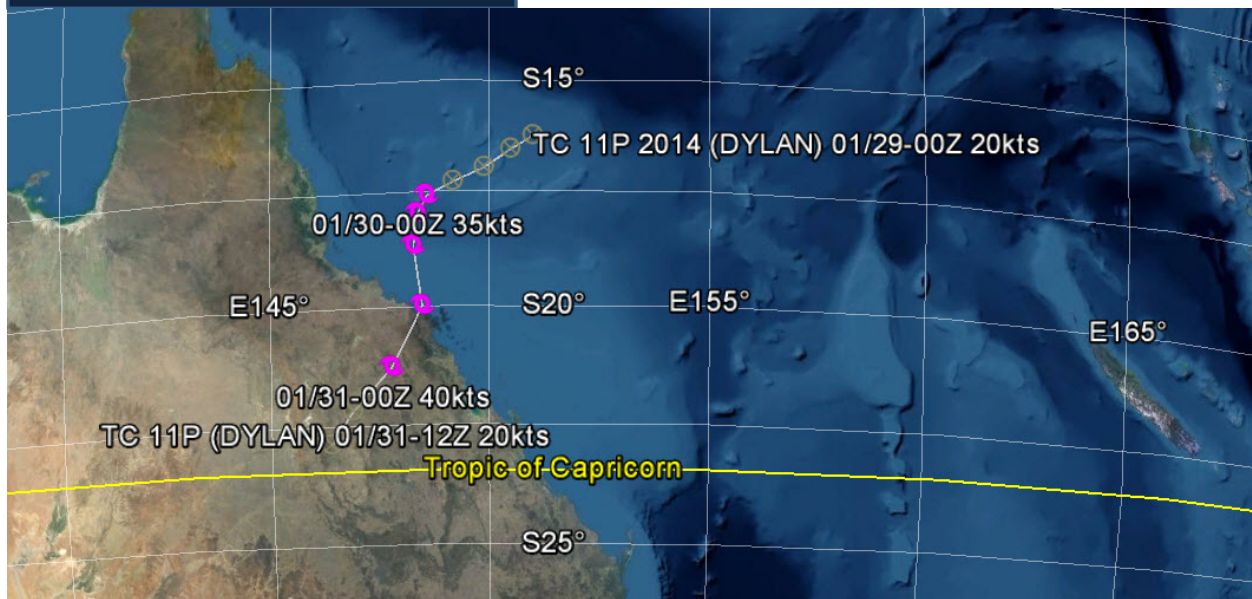 S15°
TC 11P 2014 (DYLAN) 01/29-00Z 20kts
01/30-00Z 35kts
E145°
S20°
E155°
E165°
01/31-00Z 40kts
TC 11P (DYLAN) 01/31-12Z 20kts
Tropic of Capricorn
S25°